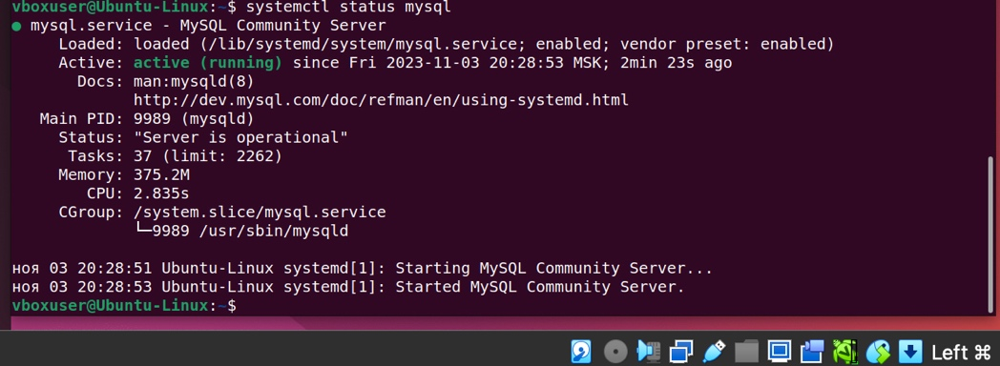 vboxuser@Ubuntu-Linux:~$ systemctl status mysql
● mysql.service - MySQL Community Server
     Loaded: loaded (/lib/systemd/system/mysql.service; enabled; vendor preset: enabled)
     Active: active (running) since Fri 2023-11-03 20:28:53 MSK; 2min 23s ago
       Docs: man:mysqld(8)
             http://dev.mysql.com/doc/refman/en/using-systemd.html
   Main PID: 9989 (mysqld)
     Status: "Server is operational"
      Tasks: 37 (limit: 2262)
     Memory: 375.2M
        CPU: 2.835s
     CGroup: /system.slice/mysql.service
             └─9989 /usr/sbin/mysqld

ноя 03 20:28:51 Ubuntu-Linux systemd[1]: Starting MySQL Community Server...
ноя 03 20:28:53 Ubuntu-Linux systemd[1]: Started MySQL Community Server.
vboxuser@Ubuntu-Linux:~$
Left ⌘